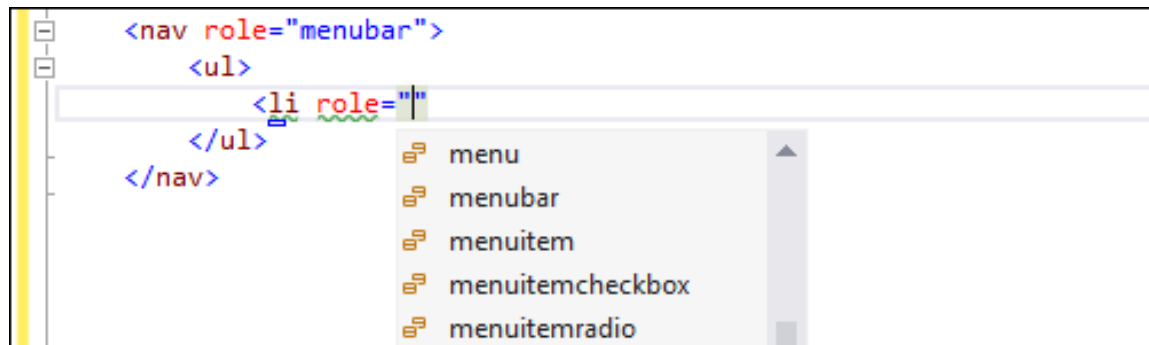 <nav role="menubar">
<ul>
<li role=""
</ul>
</nav>
menu
menubar
menuitem
menuitemcheckbox
menuitemradio